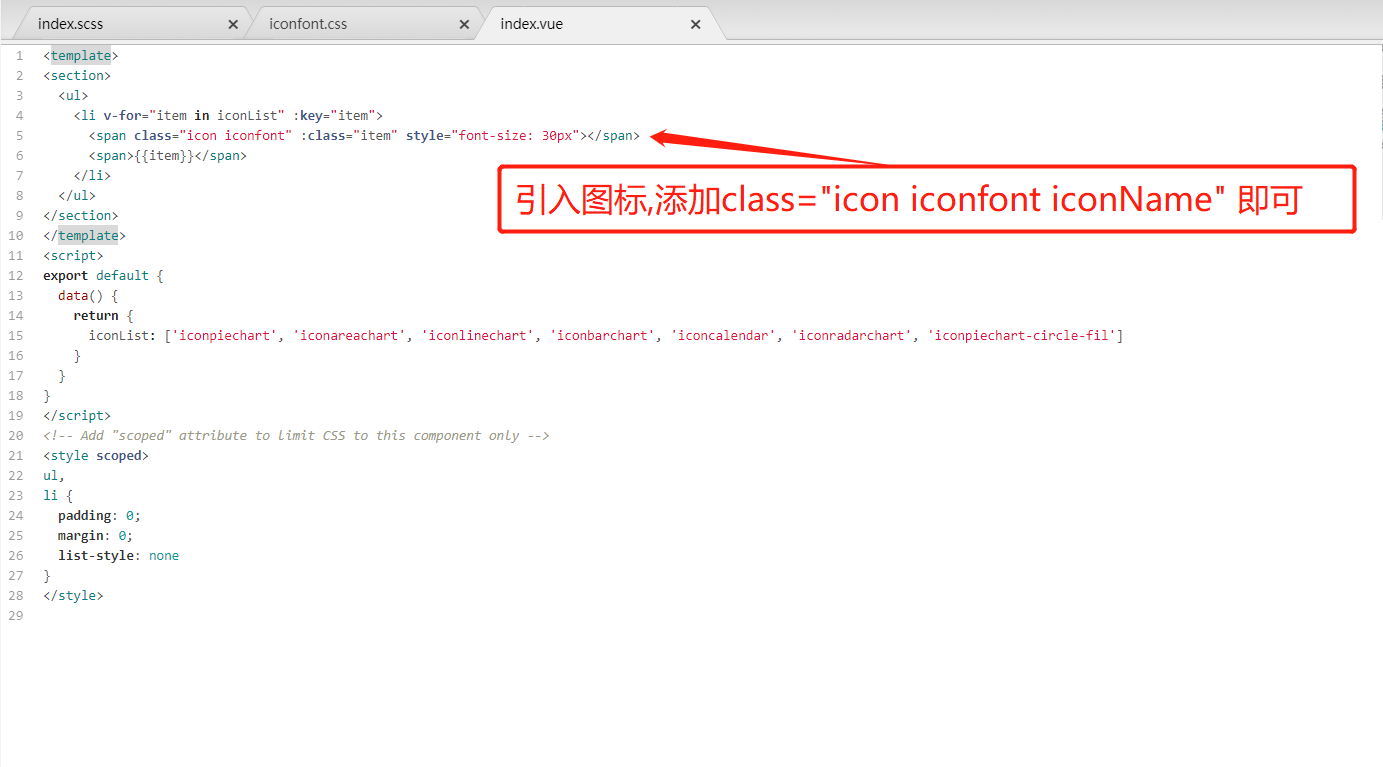 index.scss × iconfont.css × index.vue ×
1 <template>
2 <section>
3   <ul>
4     <li v-for="item in iconList" :key="item">
5       <span class="icon iconfont" :class="item" style="font-size: 30px"></span>
引入图标,添加class="icon iconfont iconName" 即可
6       <span>{{item}}</span>
7     </li>
8   </ul>
9 </section>
10 </template>
11 <script>
12 export default {
13   data() {
14     return {
15       iconList: ['iconpiechart', 'iconareachart', 'iconlinechart', 'iconbarchart', 'iconcalendar', 'iconradarchart', 'iconpiechart-circle-fil']
16     }
17   }
18 }
19 </script>
20 <!-- Add "scoped" attribute to limit CSS to this component only -->
21 <style scoped>
22 ul,
23 li {
24   padding: 0;
25   margin: 0;
26   list-style: none
27 }
28 </style>
29